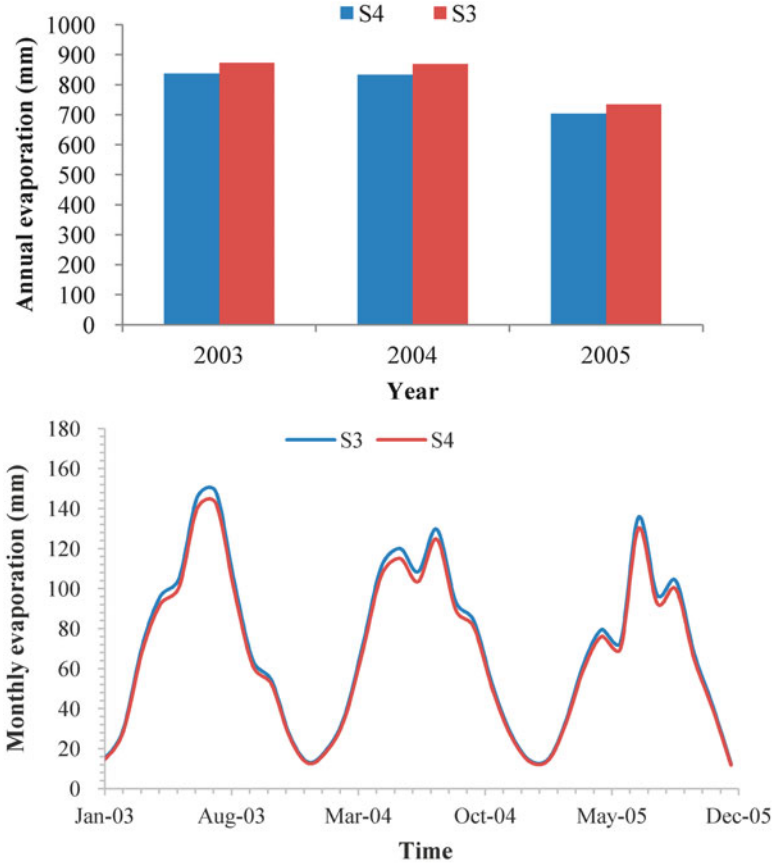 S4 S3
1000
900
800
700
600
500
400
300
200
100
0
Annual evaporation (mm)
2003 2004 2005
Year
S3 S4
180
160
140
120
100
80
60
40
20
0
Monthly evaporation (mm)
Jan-03 Aug-03 Mar-04 Oct-04 May-05 Dec-05
Time